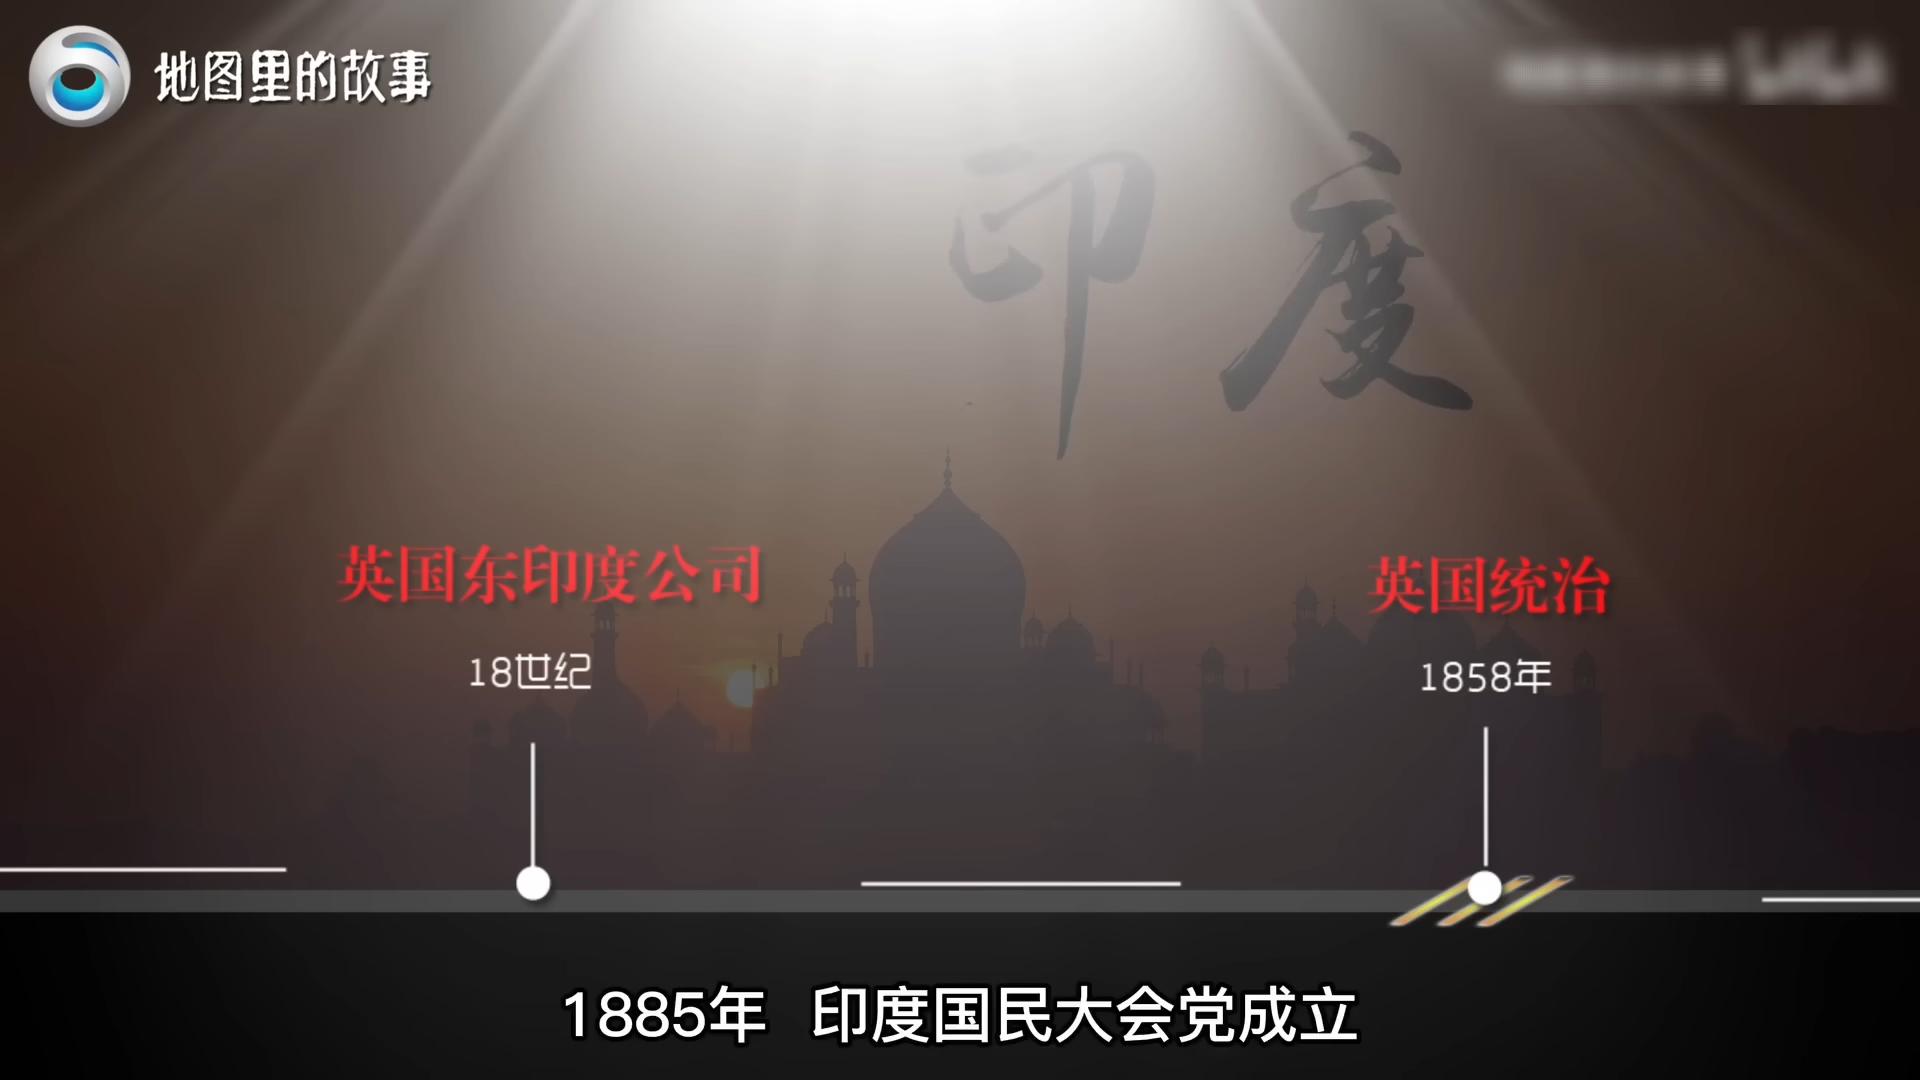 地图里的故事
印度
英国东印度公司
18世纪
英国统治
1858年
1885年 印度国民大会党成立